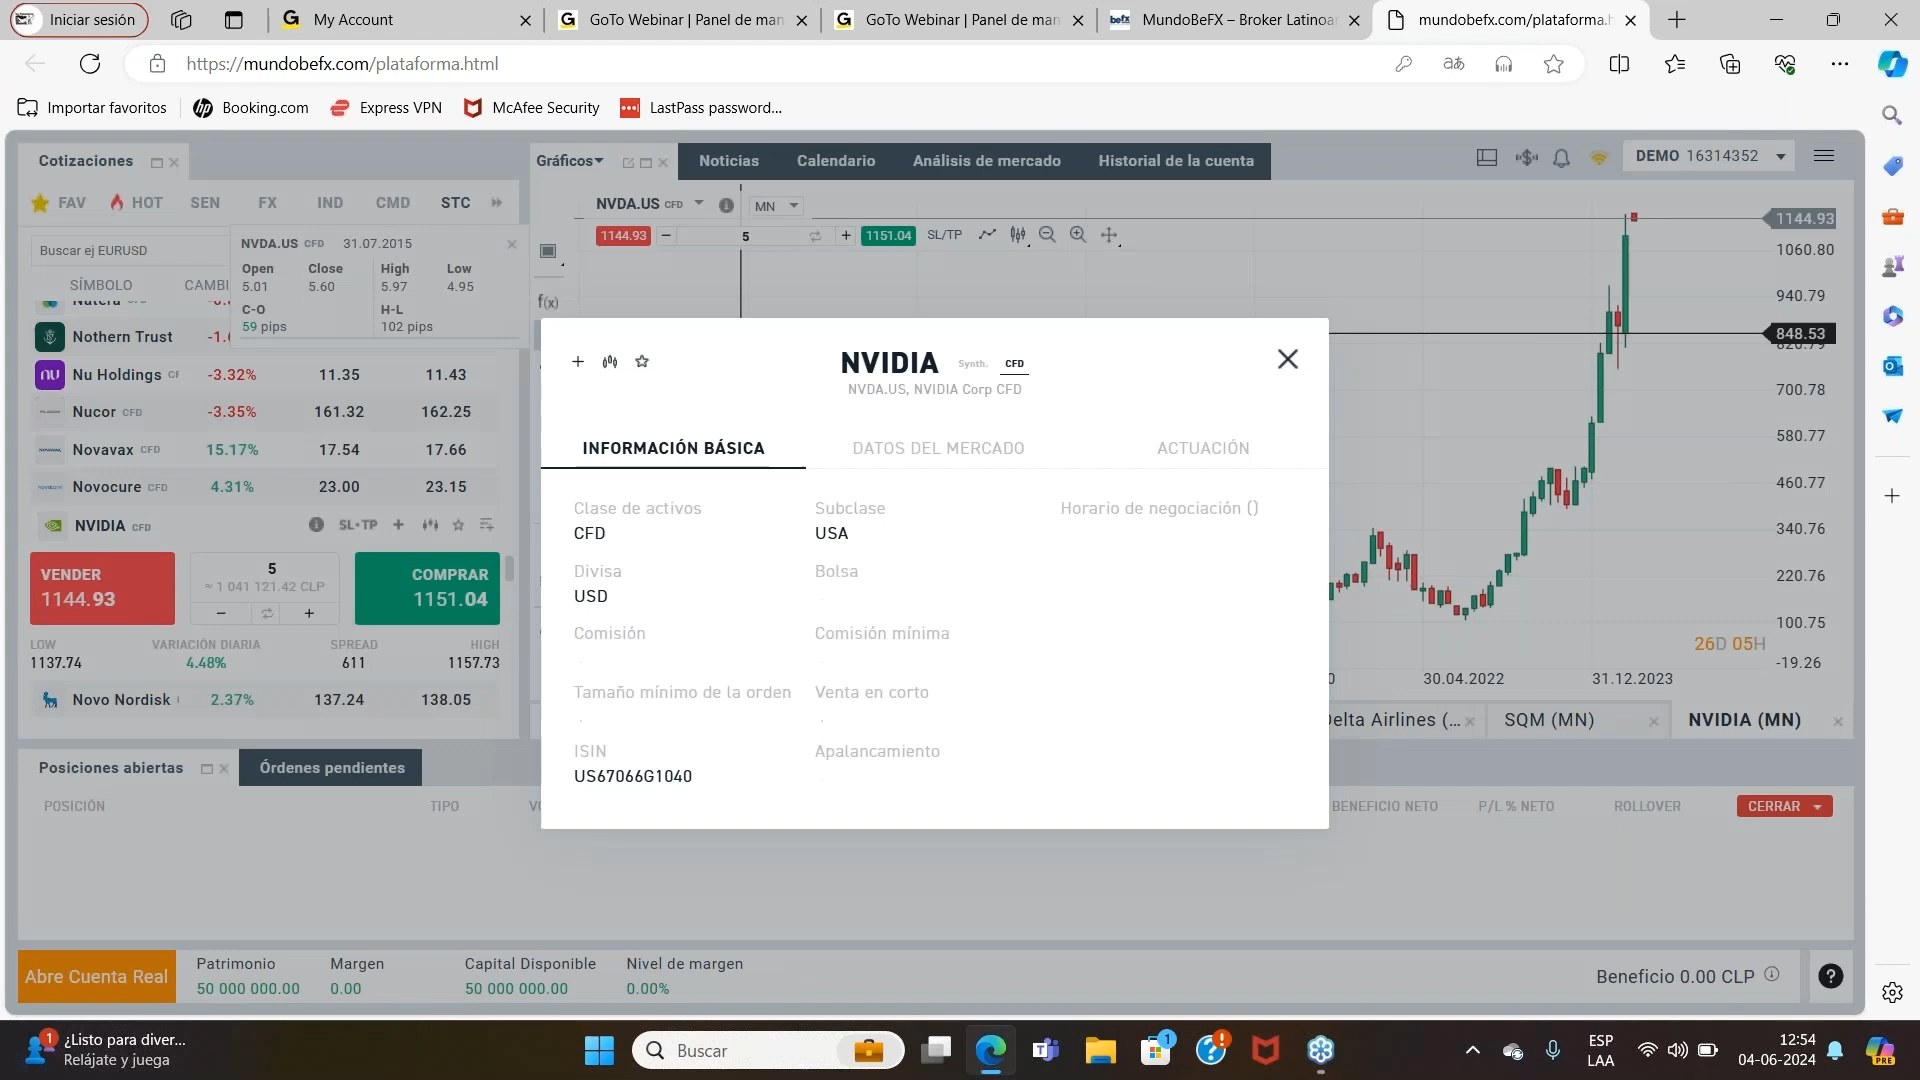 Iniciar sesión
My Account
GoTo Webinar | Panel de man
GoTo Webinar | Panel de man
MundoBeFX – Broker Latinoar
mundobefx.com/plataforma.h
https://mundobefx.com/plataforma.html
Importar favoritos
Booking.com
Express VPN
McAfee Security
LastPass password...
Cotizaciones
Gráficos
Noticias
Calendario
Análisis de mercado
Historial de la cuenta
DEMO 16314352
FAV HOT SEN FX IND CMD STC
NVDA.US CFD
MN
1144.93
NVDA.US CFD 31.07.2015
1144.93
5
1151.04
SL/TP
Buscar ej EURUSD
1060.80
Open Close High Low
5.01 5.60 5.97 4.95
SÍMBOLO CAMBI
C-O H-L
59 pips 102 pips
f(x)
940.79
Natera
Nothern Trust
848.53
Nu Holdings -3.32% 11.35 11.43
700.78
Nucor CFD -3.35% 161.32 162.25
580.77
Novavax CFD 15.17% 17.54 17.66
460.77
Novocure CFD 4.31% 23.00 23.15
340.76
NVIDIA CFD SL•TP
220.76
VENDER
1144.93
5
≈ 1 041 121.42 CLP
COMPRAR
1151.04
100.75
LOW VARIACIÓN DIARIA SPREAD HIGH
1137.74 4.48% 611 1157.73
26D 05H
-19.26
Novo Nordisk 2.37% 137.24 138.05
30.04.2022
31.12.2023
Delta Airlines (...
SQM (MN)
NVIDIA (MN)
NVIDIA Synth. CFD
NVDA.US, NVIDIA Corp CFD
INFORMACIÓN BÁSICA
DATOS DEL MERCADO
ACTUACIÓN
Clase de activos
CFD
Subclase
USA
Horario de negociación ()
Divisa
USD
Bolsa
Comisión
Comisión mínima
Tamaño mínimo de la orden
Venta en corto
ISIN
US67066G1040
Apalancamiento
Posiciones abiertas
Órdenes pendientes
POSICIÓN
TIPO
BENEFICIO NETO
P/L % NETO
ROLLOVER
CERRAR
Abre Cuenta Real
Patrimonio
50 000 000.00
Margen
0.00
Capital Disponible
50 000 000.00
Nivel de margen
0.00%
Beneficio 0.00 CLP
?
1
¿Listo para diver...
Relájate y juega
Buscar
1
ESP
LAA
12:54
04-06-2024
PRE